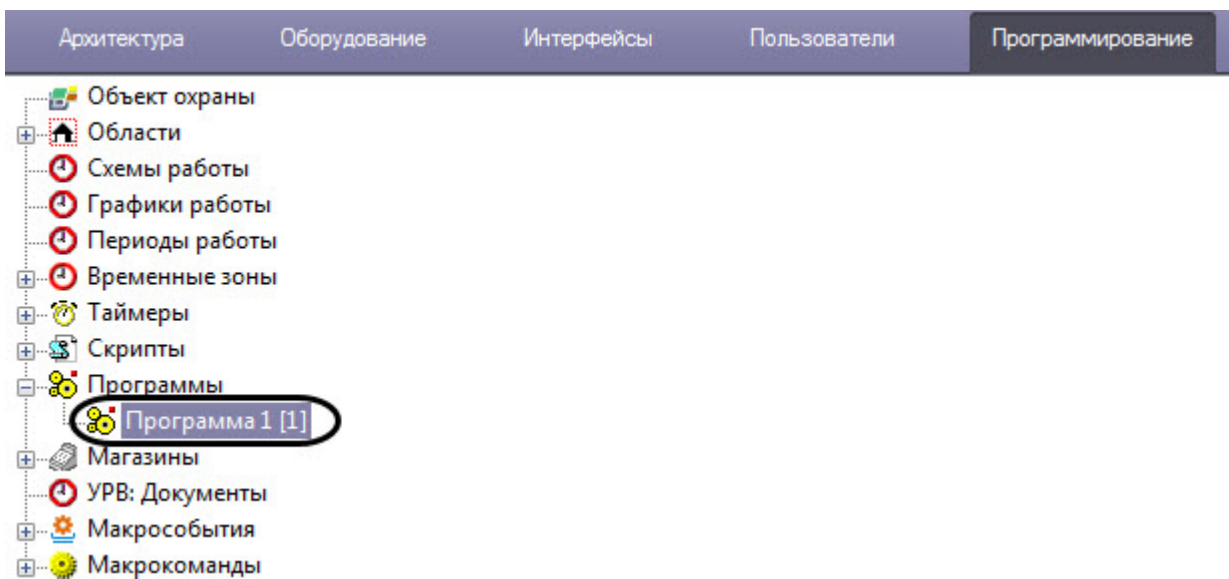 Архитектура Оборудование Интерфейсы Пользователи Программирование
Объект охраны
Области
Схемы работы
Графики работы
Периоды работы
Временные зоны
Таймеры
Скрипты
Программы
Программа 1 [1]
Магазины
УРВ: Документы
Макрособытия
Макрокоманды